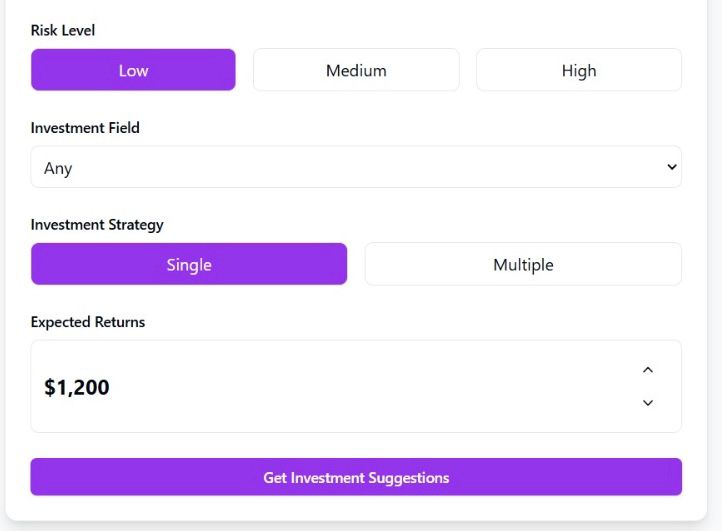 Risk Level
Low Medium High
Investment Field
Any
Investment Strategy
Single Multiple
Expected Returns
$1,200
Get Investment Suggestions